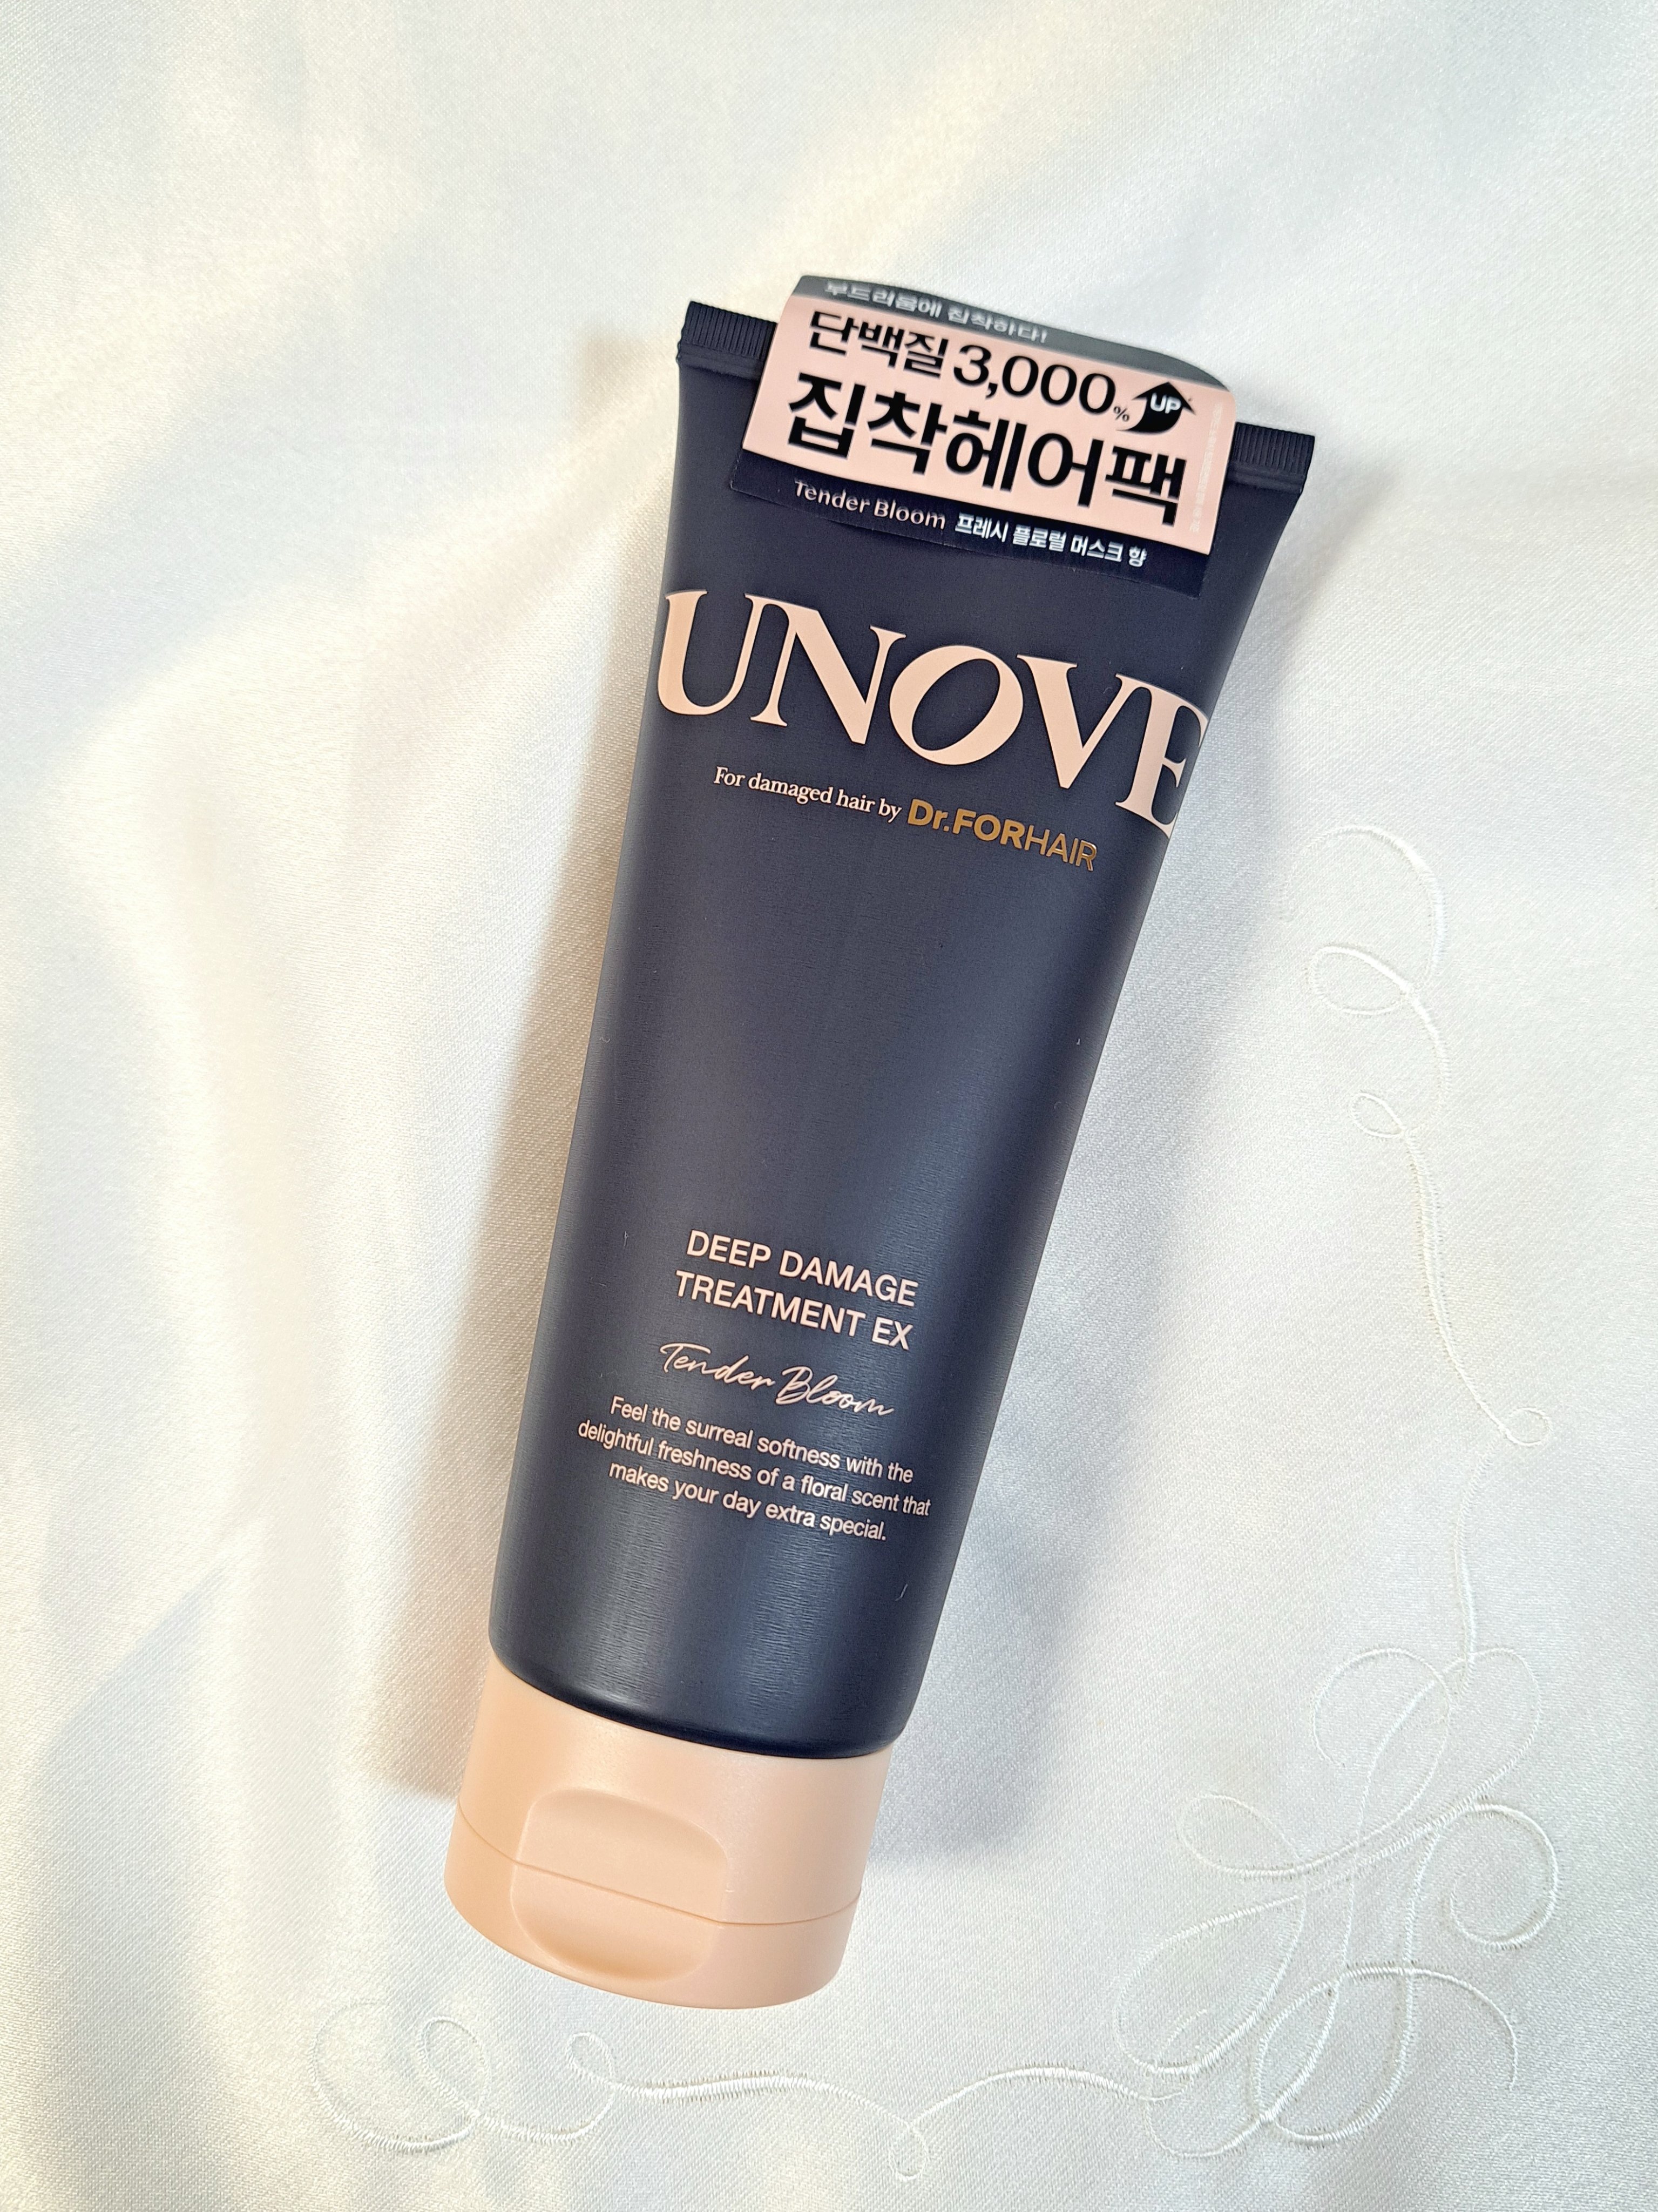 부드러움에 집착하다!
단백질 3,000% UP
집착헤어팩
Tender Bloom 프레시 플로럴 머스크 향
UNOVE
For damaged hair by Dr.FORHAIR
DEEP DAMAGE
TREATMENT EX
Tender Bloom
Feel the surreal softness with the
delightful freshness of a floral scent that
makes your day extra special.